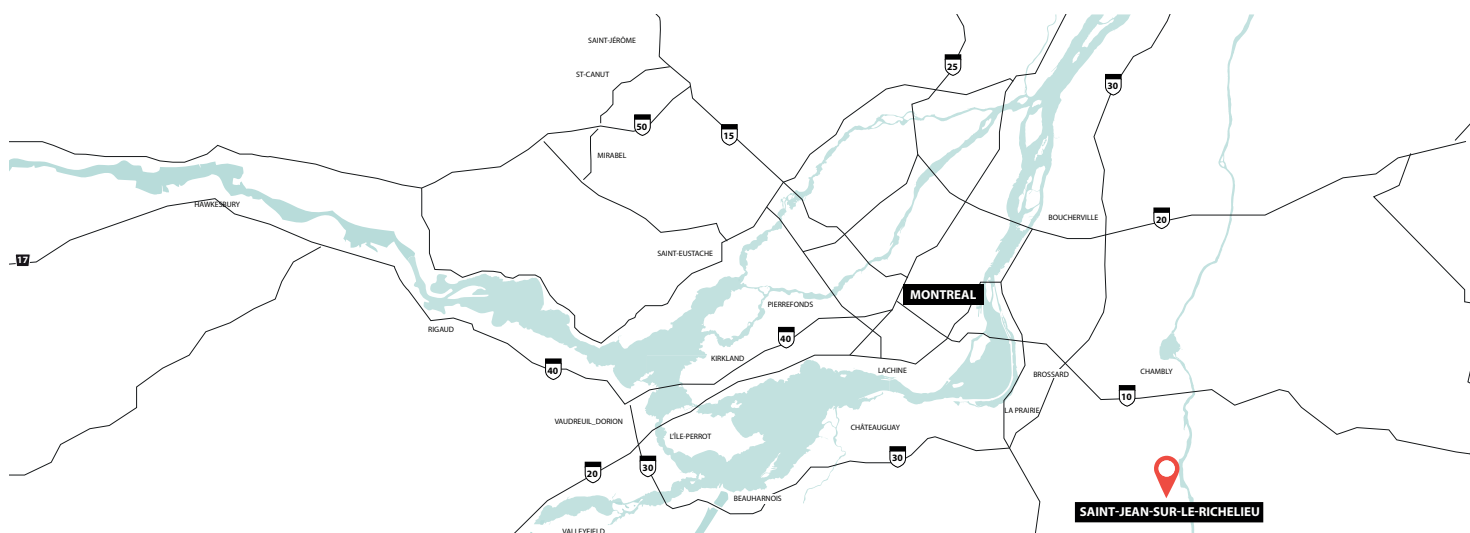 SAINT-JÉRÔME
25
ST-CANUT
30
50
15
MIRABEL
HAWKESBURY
BOUCHERVILLE
20
SAINT-EUSTACHE
17
MONTREAL
PIERREFONDS
RIGAUD
40
KIRKLAND
40
LACHINE
BROSSARD
CHAMBLY
10
LA PRAIRIE
VAUDREUIL_DORION
CHÂTEAUGUAY
L'ÎLE-PERROT
30
20
30
BEAUHARNOIS
SAINT-JEAN-SUR-LE-RICHELIEU
VALLEYFIELD